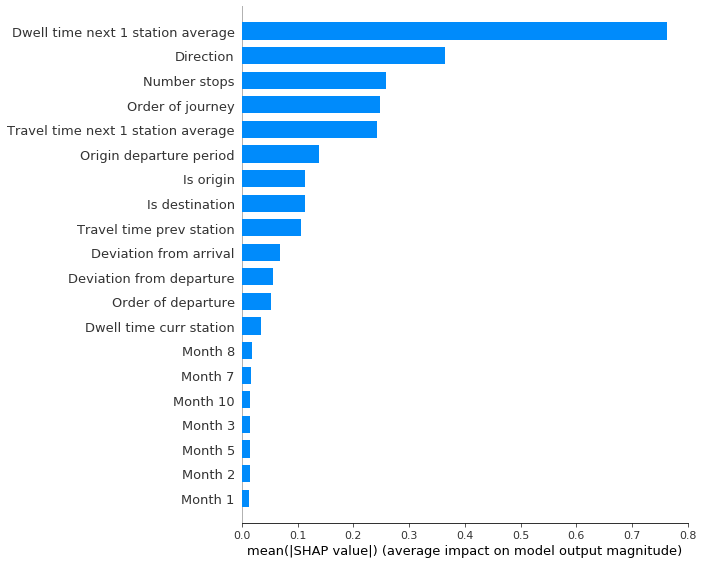 Dwell time next 1 station average
Direction
Number stops
Order of journey
Travel time next 1 station average
Origin departure period
Is origin
Is destination
Travel time prev station
Deviation from arrival
Deviation from departure
Order of departure
Dwell time curr station
Month 8
Month 7
Month 10
Month 3
Month 5
Month 2
Month 1
0.0 0.1 0.2 0.3 0.4 0.5 0.6 0.7 0.8
mean(|SHAP value|) (average impact on model output magnitude)